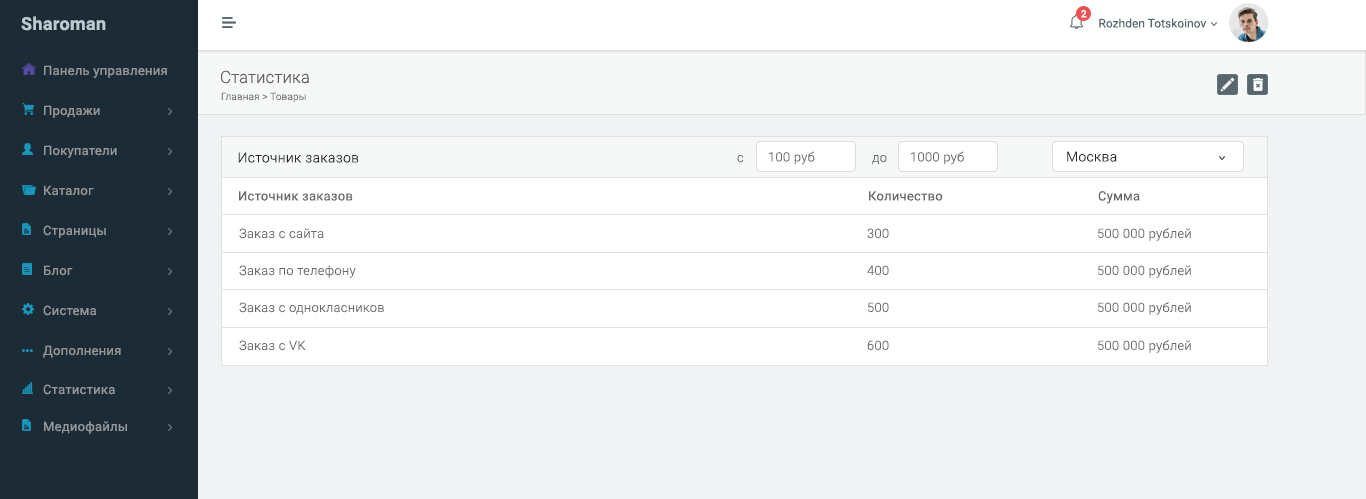 Sharoman
2
Rozhden Totskoinov
Панель управления
Продажи
Покупатели
Каталог
Страницы
Блог
Система
Дополнения
Статистика
Медиофайлы
Статистика
Главная > Товары
Источник заказов с 100 руб до 1000 руб Москва
Источник заказов Количество Сумма
Заказ с сайта 300 500 000 рублей
Заказ по телефону 400 500 000 рублей
Заказ с однокласников 500 500 000 рублей
Заказ с VK 600 500 000 рублей